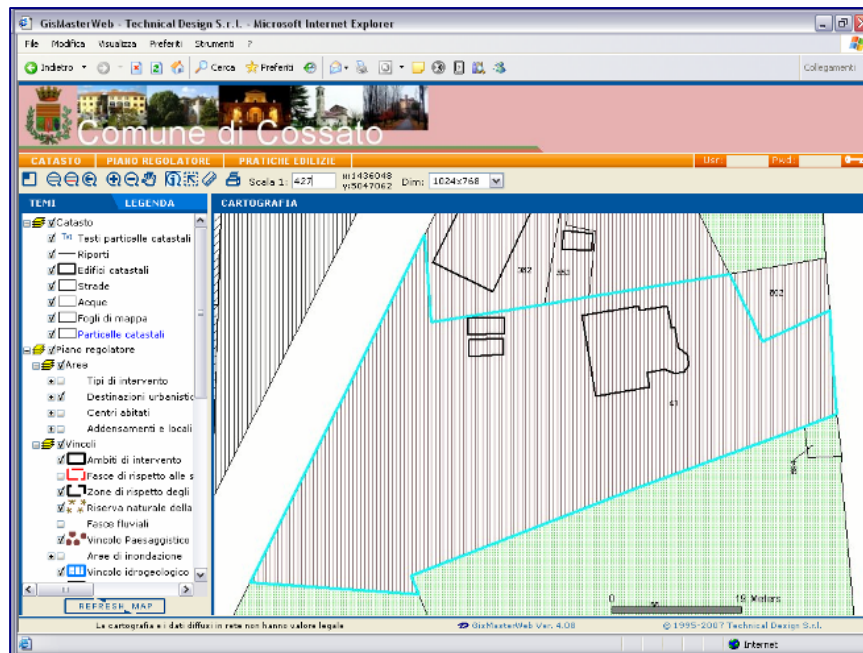 GisMasterWeb - Technical Design S.r.l. - Microsoft Internet Explorer
File Modifica Visualizza Preferiti Strumenti ?
Indietro Cerca Preferiti Collegamenti
Comune di Cossato
CATASTO PIANO REGOLATORE PRATICHE EDILIZIE Usr: Pwd:
Scala 1: 427 x:1436048 y:5047062 Dim: 1024x768
TEMI LEGENDA CARTOGRAFIA
Catasto
Txt Testi particelle catastali
Riporti
Edifici catastali
Strade
Acque
Fogli di mappa
Particelle catastali
Piano regolatore
Aree
Tipi di intervento
Destinazioni urbanistic
Centri abitati
Addensamenti e locali
Vincoli
Ambiti di intervento
Fasce di rispetto alle s
Zone di rispetto degli
Riserva naturale della
Fasce fluviali
Vincolo Paesaggistico
Aree di inondazione
Vincolo idrogeologico
REFRESH MAP
0 19 Meters
La cartografia e i dati diffusi in rete non hanno valore legale GisMasterWeb Ver. 4.08 © 1995-2007 Technical Design S.r.l.
Internet